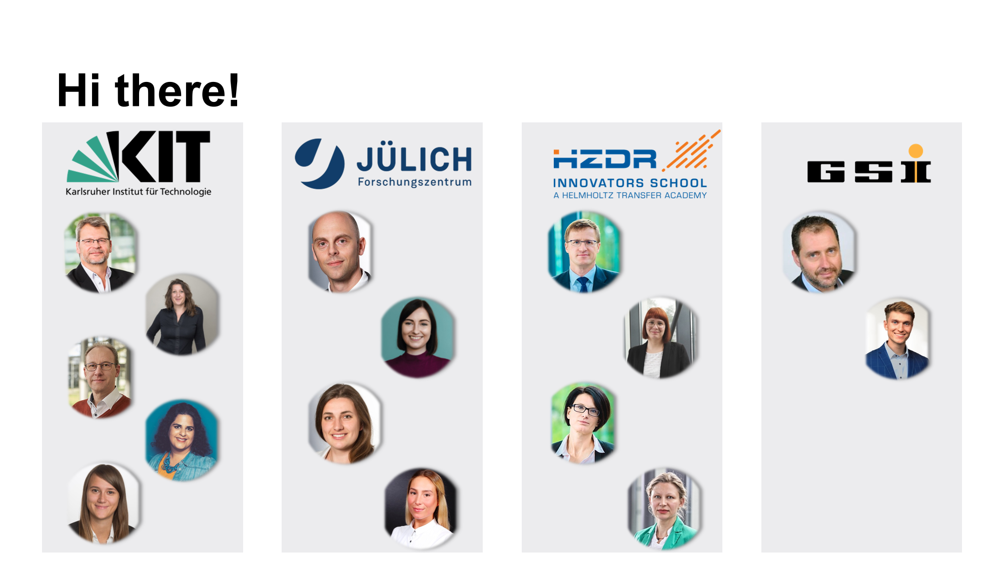 Hi there!
KIT
Karlsruher Institut für Technologie
JÜLICH
Forschungszentrum
HZDR
INNOVATORS SCHOOL
A HELMHOLTZ TRANSFER ACADEMY
GSI